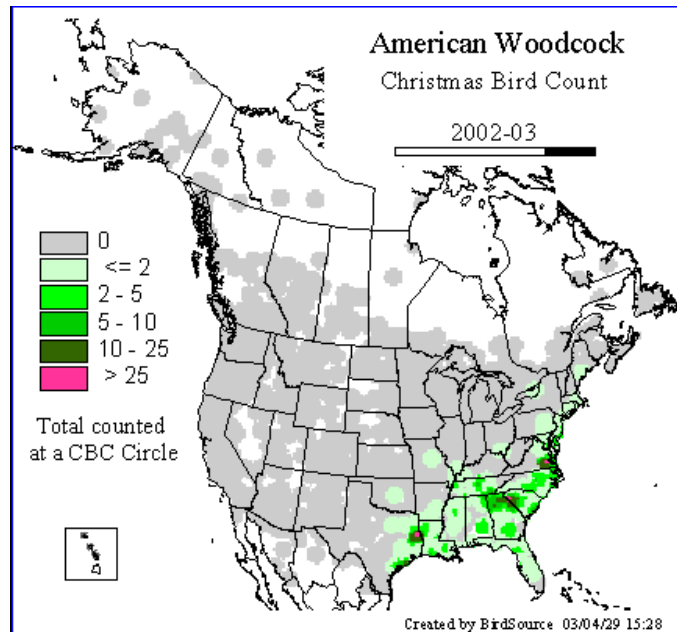 American Woodcock
Christmas Bird Count
2002-03
0
<= 2
2 - 5
5 - 10
10 - 25
> 25
Total counted
at a CBC Circle
Created by BirdSource 03/04/29 15:28